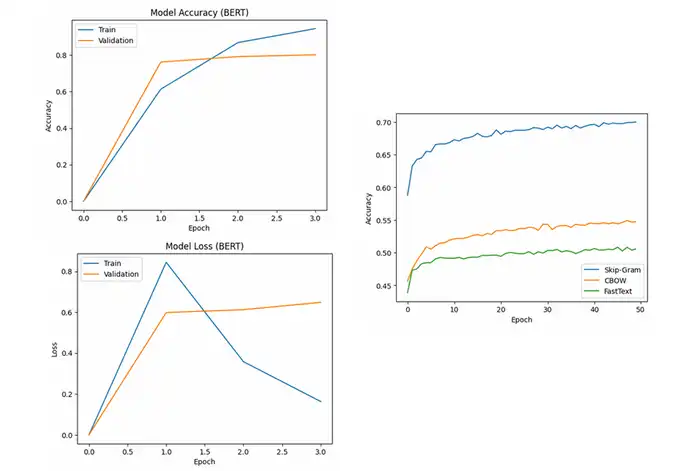 Model Accuracy (BERT)
Train
Validation
0.8
0.6
0.4
0.2
0.0
Accuracy
0.0 0.5 1.0 1.5 2.0 2.5 3.0
Epoch
Model Loss (BERT)
Train
Validation
0.8
0.6
0.4
0.2
0.0
Loss
0.0 0.5 1.0 1.5 2.0 2.5 3.0
Epoch
0.70
0.65
0.60
0.55
0.50
0.45
Accuracy
Skip-Gram
CBOW
FastText
0 10 20 30 40 50
Epoch